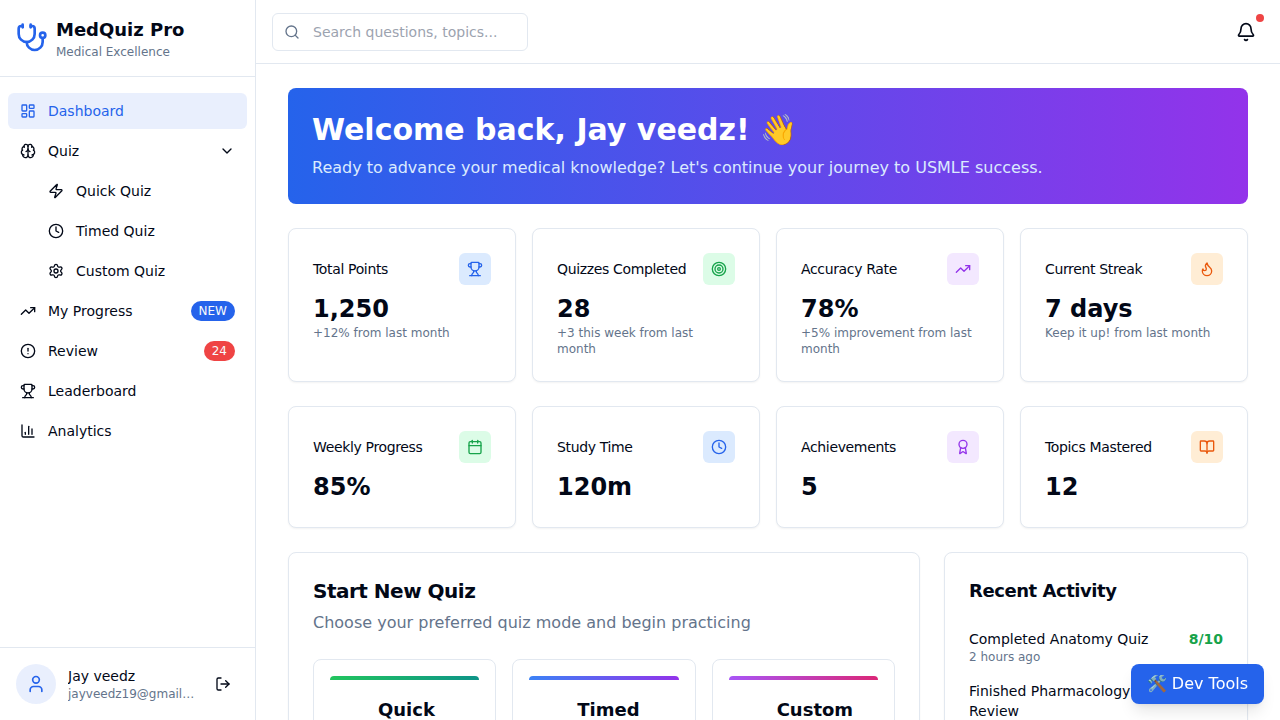 MedQuiz Pro
Medical Excellence
Dashboard
Quiz
Quick Quiz
Timed Quiz
Custom Quiz
My Progress NEW
Review 24
Leaderboard
Analytics
Jay veedz
jayveedz19@gmail...
Search questions, topics...
Welcome back, Jay veedz! 👋
Ready to advance your medical knowledge? Let's continue your journey to USMLE success.
Total Points
1,250
+12% from last month
Quizzes Completed
28
+3 this week from last
month
Accuracy Rate
78%
+5% improvement from last
month
Current Streak
7 days
Keep it up! from last month
Weekly Progress
85%
Study Time
120m
Achievements
5
Topics Mastered
12
Start New Quiz
Choose your preferred quiz mode and begin practicing
Quick
Timed
Custom
Recent Activity
Completed Anatomy Quiz 8/10
2 hours ago
Finished Pharmacology
Review
🛠️ Dev Tools